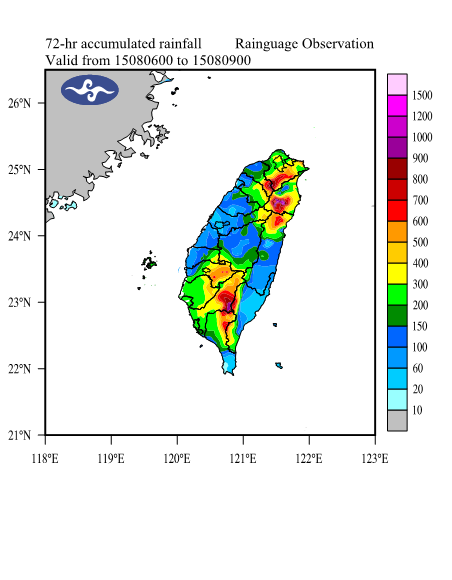 72-hr accumulated rainfall Rainguage Observation
Valid from 15080600 to 15080900
26°N
25°N
24°N
23°N
22°N
21°N
118°E 119°E 120°E 121°E 122°E 123°E
1500
1200
1000
900
800
700
600
500
400
300
200
150
100
60
20
10